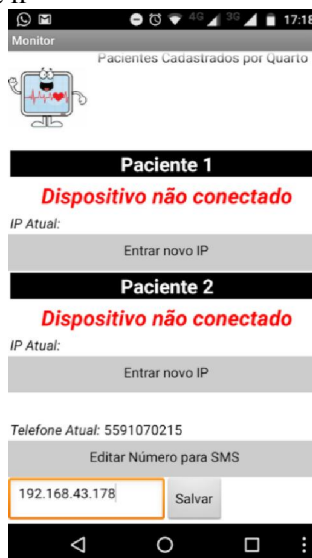 4G 3G 17:18
Monitor
Pacientes Cadastrados por Quarto
Paciente 1
Dispositivo não conectado
IP Atual:
Entrar novo IP
Paciente 2
Dispositivo não conectado
IP Atual:
Entrar novo IP
Telefone Atual: 5591070215
Editar Número para SMS
192.168.43.178 Salvar